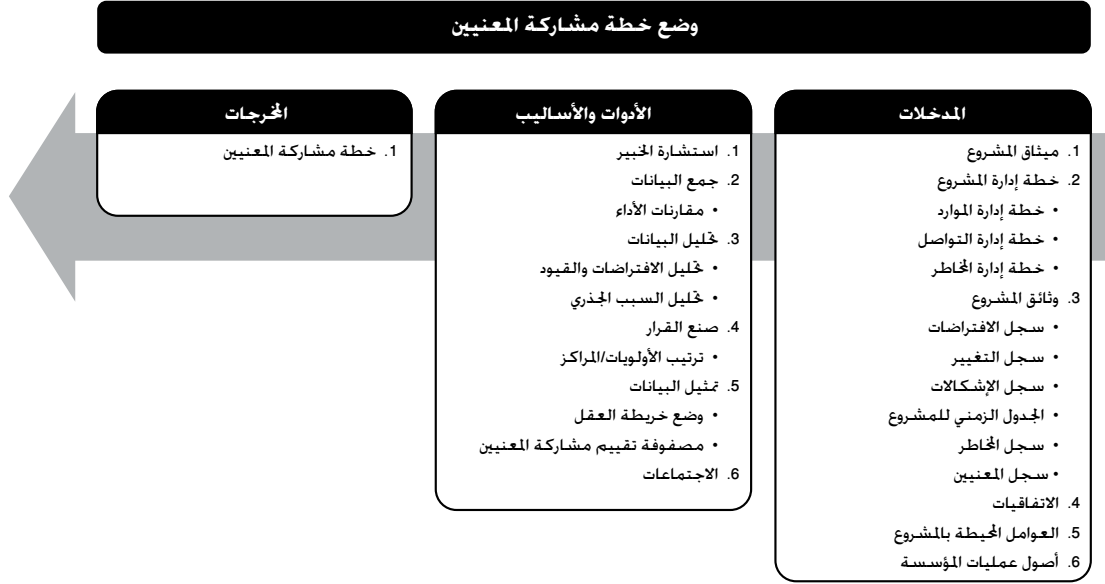 وضع خطة مشاركة المعنيين
المدخلات
1. ميثاق المشروع
2. خطة إدارة المشروع
• خطة إدارة الموارد
• خطة إدارة التواصل
• خطة إدارة المخاطر
3. وثائق المشروع
• سجل الافتراضات
• سجل التغيير
• سجل الإشكالات
• الجدول الزمني للمشروع
• سجل المخاطر
• سجل المعنيين
4. الاتفاقيات
5. العوامل المحيطة بالمشروع
6. أصول عمليات المؤسسة
الأدوات والأساليب
1. استشارة الخبير
2. جمع البيانات
• مقارنات الأداء
3. تحليل البيانات
• تحليل الافتراضات والقيود
• تحليل السبب الجذري
4. صنع القرار
• ترتيب الأولويات/المراكز
5. تمثيل البيانات
• وضع خريطة العقل
• مصفوفة تقييم مشاركة المعنيين
6. الاجتماعات
المخرجات
1. خطة مشاركة المعنيين